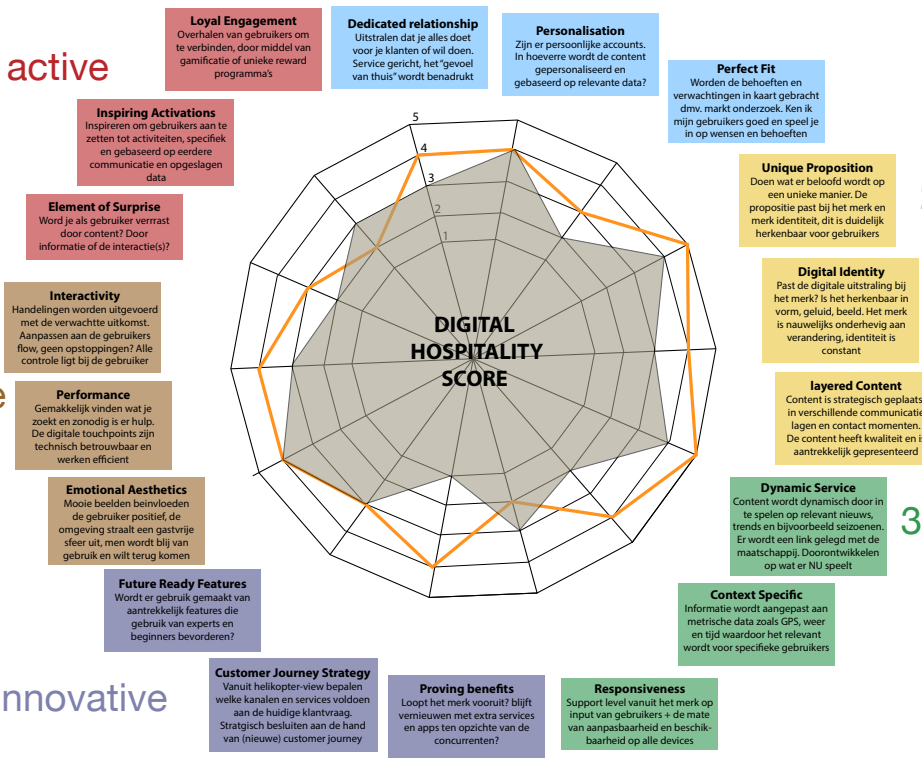 active
Loyal Engagement
Overhalen van gebruikers om
te verbinden, door middel van
gamificatie of unieke reward
programma's
Dedicated relationship
Uitstralen dat je alles doet
voor je klanten of wil doen.
Service gericht, het "gevoel
van thuis" wordt benadrukt
Personalisation
Zijn er persoonlijke accounts.
In hoeverre wordt de content
gepersonaliseerd en
gebaseerd op relevante data?
Perfect Fit
Worden de behoeften en
verwachtingen in kaart gebracht
dmv. markt onderzoek. Ken ik
mijn gebruikers goed en speel je
in op wensen en behoeften
Inspiring Activations
Inspireren om gebruikers aan te
zetten tot activiteiten, specifiek
en gebaseerd op eerdere
communicatie en opgeslagen
data
Unique Proposition
Doen wat er beloofd wordt op
een unieke manier. De
propositie past bij het merk en
merk identiteit, dit is duidelijk
herkenbaar voor gebruikers
Element of Surprise
Word je als gebruiker verrrast
door content? Door
informatie of de interactie(s)?
5
4
3
2
1
DIGITAL
HOSPITALITY
SCORE
Digital Identity
Past de digitale uitstraling bij
het merk? Is het herkenbaar in
vorm, geluid, beeld. Het merk
is nauwelijks onderhevig aan
verandering, identiteit is
constant
Interactivity
Handelingen worden uitgevoerd
met de verwachtte uitkomst.
Aanpassen aan de gebruikers
flow, geen opstoppingen? Alle
controle ligt bij de gebruiker
e
Performance
Gemakkelijk vinden wat je
zoekt en zonodig is er hulp.
De digitale touchpoints zijn
technisch betrouwbaar en
werken efficient
layered Content
Content is strategisch geplaats
in verschillende communicatie
lagen en contact momenten.
De content heeft kwaliteit en i
aantrekkelijk gepresenteerd
Emotional Aesthetics
Mooie beelden beinvloeden
de gebruiker positief, de
omgeving straalt een gastvrije
sfeer uit, men wordt blij van
gebruik en wilt terug komen
Dynamic Service
Content wordt dynamisch door in
te spelen op relevant nieuws,
trends en bijvoorbeeld seizoenen.
Er wordt een link gelegd met de
maatschappij. Doorontwikkelen
op wat er NU speelt
3
Future Ready Features
Wordt er gebruik gemaakt van
aantrekkelijk features die
gebruik van experts en
beginners bevorderen?
Context Specific
Informatie wordt aangepast aan
metrische data zoals GPS, weer
en tijd waardoor het relevant
wordt voor specifieke gebruikers
nnovative
Customer Journey Strategy
Vanuit helikopter-view bepalen
welke kanalen en services voldoen
aan de huidige klantvraag.
Stratgisch besluiten aan de hand
van (nieuwe) customer journey
Proving benefits
Loopt het merk vooruit? blijft
vernieuwen met extra services
en apps ten opzichte van de
concurrenten?
Responsiveness
Support level vanuit het merk op
input van gebruikers + de mate
van aanpasbaarheid en beschik-
baarheid op alle devices